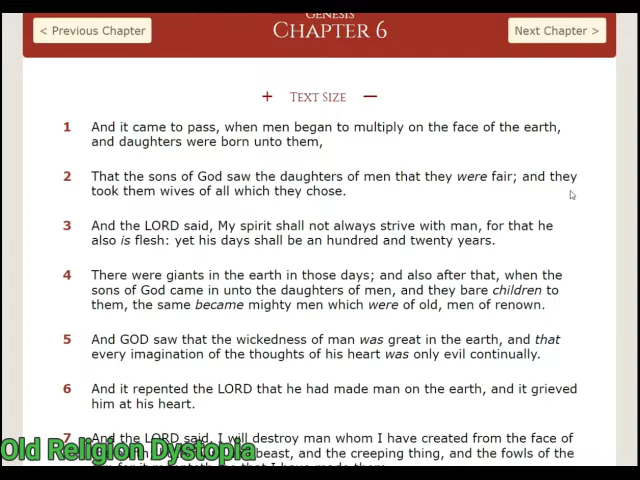 GENESIS
< Previous Chapter
CHAPTER 6
Next Chapter >
+ TEXT SIZE —
1 And it came to pass, when men began to multiply on the face of the earth,
and daughters were born unto them,
2 That the sons of God saw the daughters of men that they were fair; and they
took them wives of all which they chose.
3 And the LORD said, My spirit shall not always strive with man, for that he
also is flesh: yet his days shall be an hundred and twenty years.
4 There were giants in the earth in those days; and also after that, when the
sons of God came in unto the daughters of men, and they bare children to
them, the same became mighty men which were of old, men of renown.
5 And GOD saw that the wickedness of man was great in the earth, and that
every imagination of the thoughts of his heart was only evil continually.
6 And it repented the LORD that he had made man on the earth, and it grieved
him at his heart.
7 And the LORD said, I will destroy man whom I have created from the face of
beast, and the creeping thing, and the fowls of the
Old Religion Dystopia